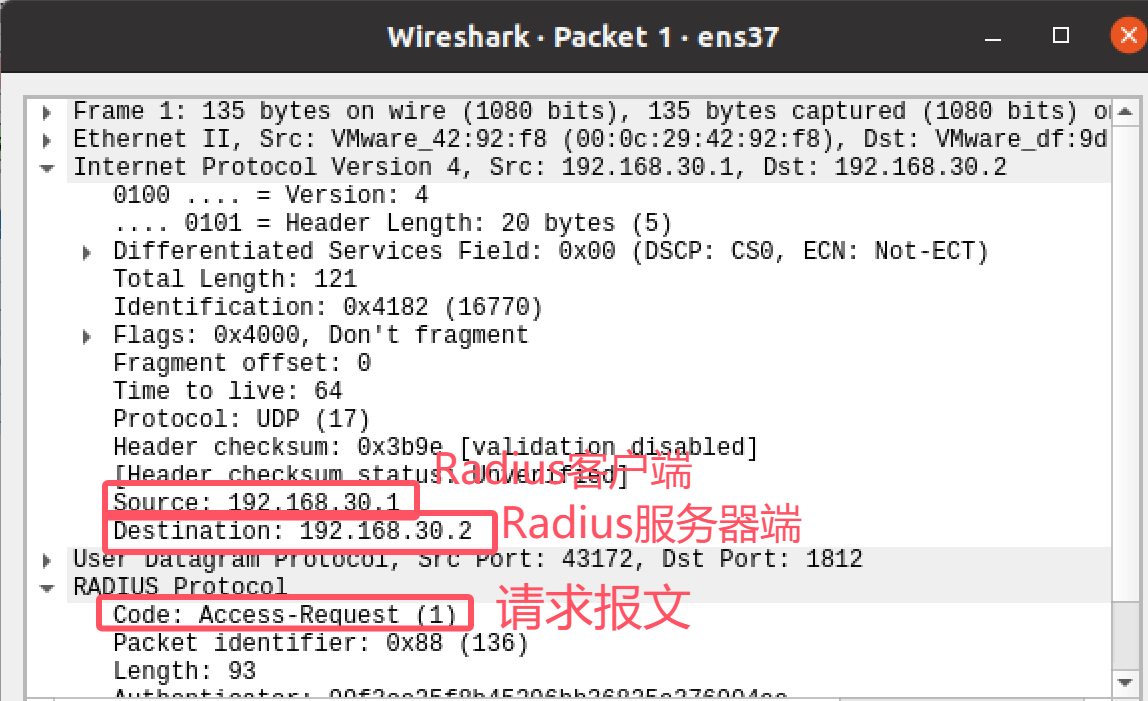 Wireshark · Packet 1 · ens37
Frame 1: 135 bytes on wire (1080 bits), 135 bytes captured (1080 bits) o
Ethernet II, Src: VMware_42:92:f8 (00:0c:29:42:92:f8), Dst: VMware_df:9d
Internet Protocol Version 4, Src: 192.168.30.1, Dst: 192.168.30.2
0100 .... = Version: 4
.... 0101 = Header Length: 20 bytes (5)
Differentiated Services Field: 0x00 (DSCP: CS0, ECN: Not-ECT)
Total Length: 121
Identification: 0x4182 (16770)
Flags: 0x4000, Don't fragment
Fragment offset: 0
Time to live: 64
Protocol: UDP (17)
Header checksum: 0x3b9e [validation disabled]
[Header checksum status: Unverified]
Radius客户端
Source: 192.168.30.1
Destination: 192.168.30.2
Radius服务器端
User Datagram Protocol, Src Port: 43172, Dst Port: 1812
RADIUS Protocol
Code: Access-Request (1)
请求报文
Packet identifier: 0x88 (136)
Length: 93
Authenticator: